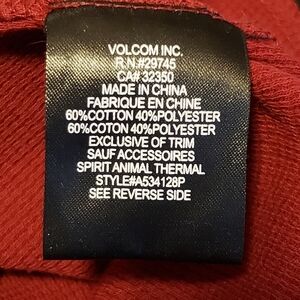 VOLCOM INC.
R.N.#29745
CA# 32350
MADE IN CHINA
FABRIQUE EN CHINE
60%COTTON 40%POLYESTER
60%COTON 40%POLYESTER
EXCLUSIVE OF TRIM
SAUF ACCESSOIRES
SPIRIT ANIMAL THERMAL
STYLE#A534128P
SEE REVERSE SIDE